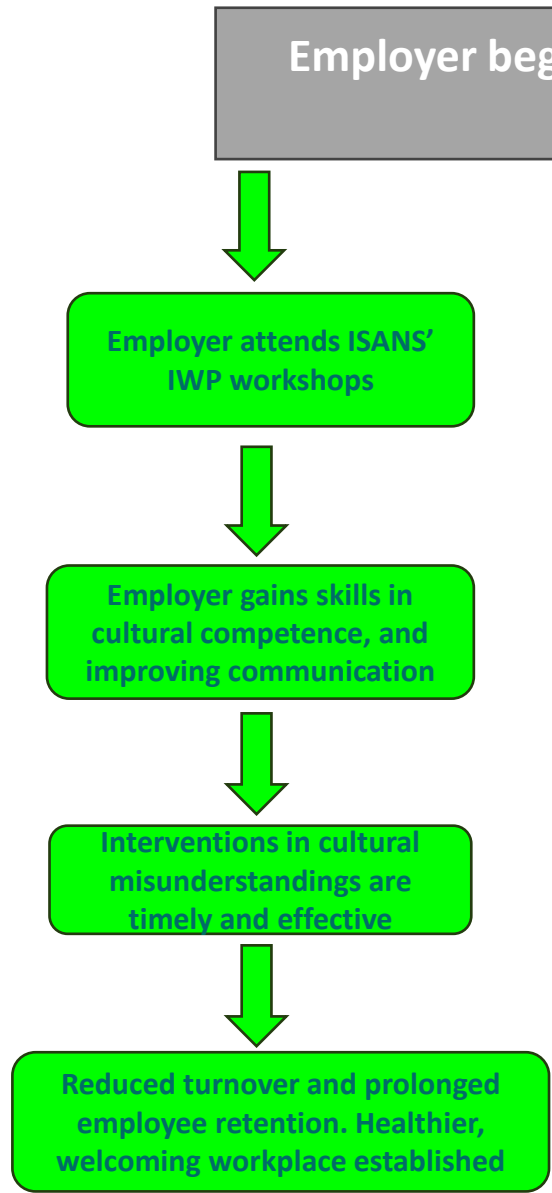 Employer beg
Employer attends ISANS’
IWP workshops
Employer gains skills in
cultural competence, and
improving communication
Interventions in cultural
misunderstandings are
timely and effective
Reduced turnover and prolonged
employee retention. Healthier,
welcoming workplace established